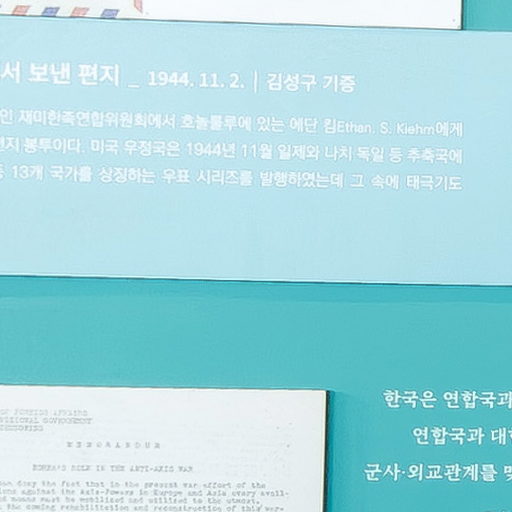 서 보낸 편지 _ 1944. 11. 2. | 김성구 기증
인 재미한족연합위원회에서 호놀룰루에 있는 에단 킴Ethan. S. Kiehm에게
편지 봉투이다. 미국 우정국은 1944년 11월 일제와 나치 독일 등 추축국에
등 13개 국가를 상징하는 우표 시리즈를 발행하였는데 그 속에 태극기도
한국은 연합국과
연합국과 대
군사·외교관계를 맺
OF FOREIGN AFFAIRS
PROVISIONAL GOVERNMENT
CHUNGKING
MEMORANDUM
KOREA'S ROLE IN THE ANTI-AXIS WAR
can deny the fact that in the present war effort of the
against the Axis-Powers in Europe and Asia every avail-
means must be mobilized and utilized to the utmost.
the coming rehabilitation and reconstruction of this war-